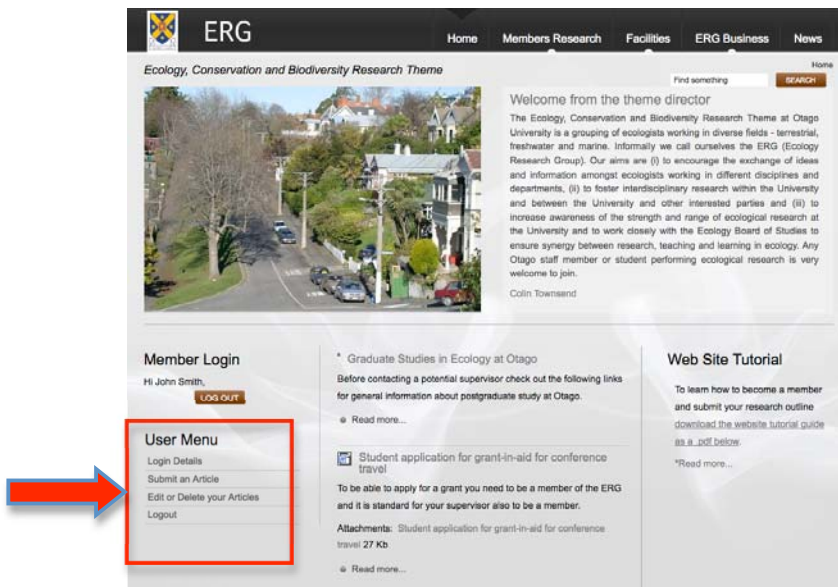 ERG
Home Members Research Facilities ERG Business News
Ecology, Conservation and Biodiversity Research Theme
Home
Find something SEARCH
Welcome from the theme director
The Ecology, Conservation and Biodiversity Research Theme at Otago
University is a grouping of ecologists working in diverse fields - terrestrial,
freshwater and marine. Informally we call ourselves the ERG (Ecology
Research Group). Our aims are (i) to encourage the exchange of ideas
and information amongst ecologists working in different disciplines and
departments, (ii) to foster interdisciplinary research within the University
and between the University and other interested parties and (iii) to
increase awareness of the strength and range of ecological research at
the University and to work closely with the Ecology Board of Studies to
ensure synergy between research, teaching and learning in ecology. Any
Otago staff member or student performing ecological research is very
welcome to join.
Colin Townsend
Member Login
Hi John Smith,
LOG OUT
User Menu
Login Details
Submit an Article
Edit or Delete your Articles
Logout
* Graduate Studies in Ecology at Otago
Before contacting a potential supervisor check out the following links
for general information about postgraduate study at Otago.
Read more...
Student application for grant-in-aid for conference
travel
To be able to apply for a grant you need to be a member of the ERG
and it is standard for your supervisor also to be a member.
Attachments: Student application for grant-in-aid for conference
travel 27 Kb
Read more...
Web Site Tutorial
To learn how to become a member
and submit your research outline
download the website tutorial guide
as a .pdf below.
*Read more...